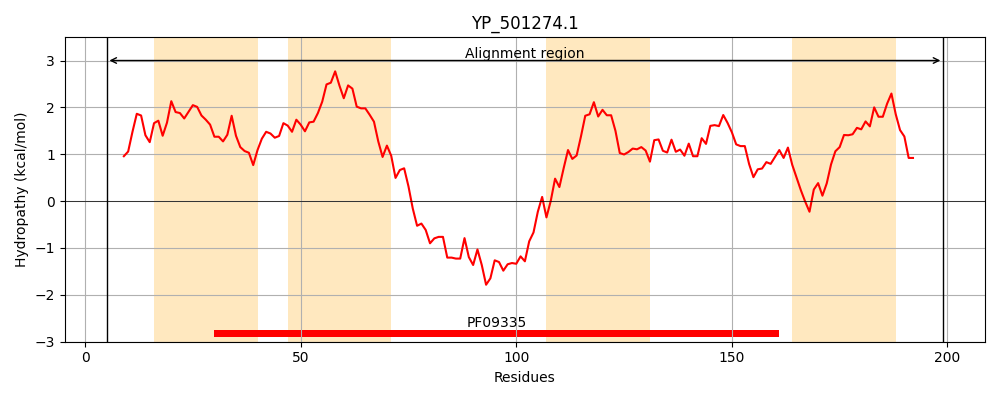 YP_501274.1
Alignment region
3
2
1
0
−1
−2
−3
Hydropathy (kcal/mol)
PF09335
0 50 100 150 200
Residues